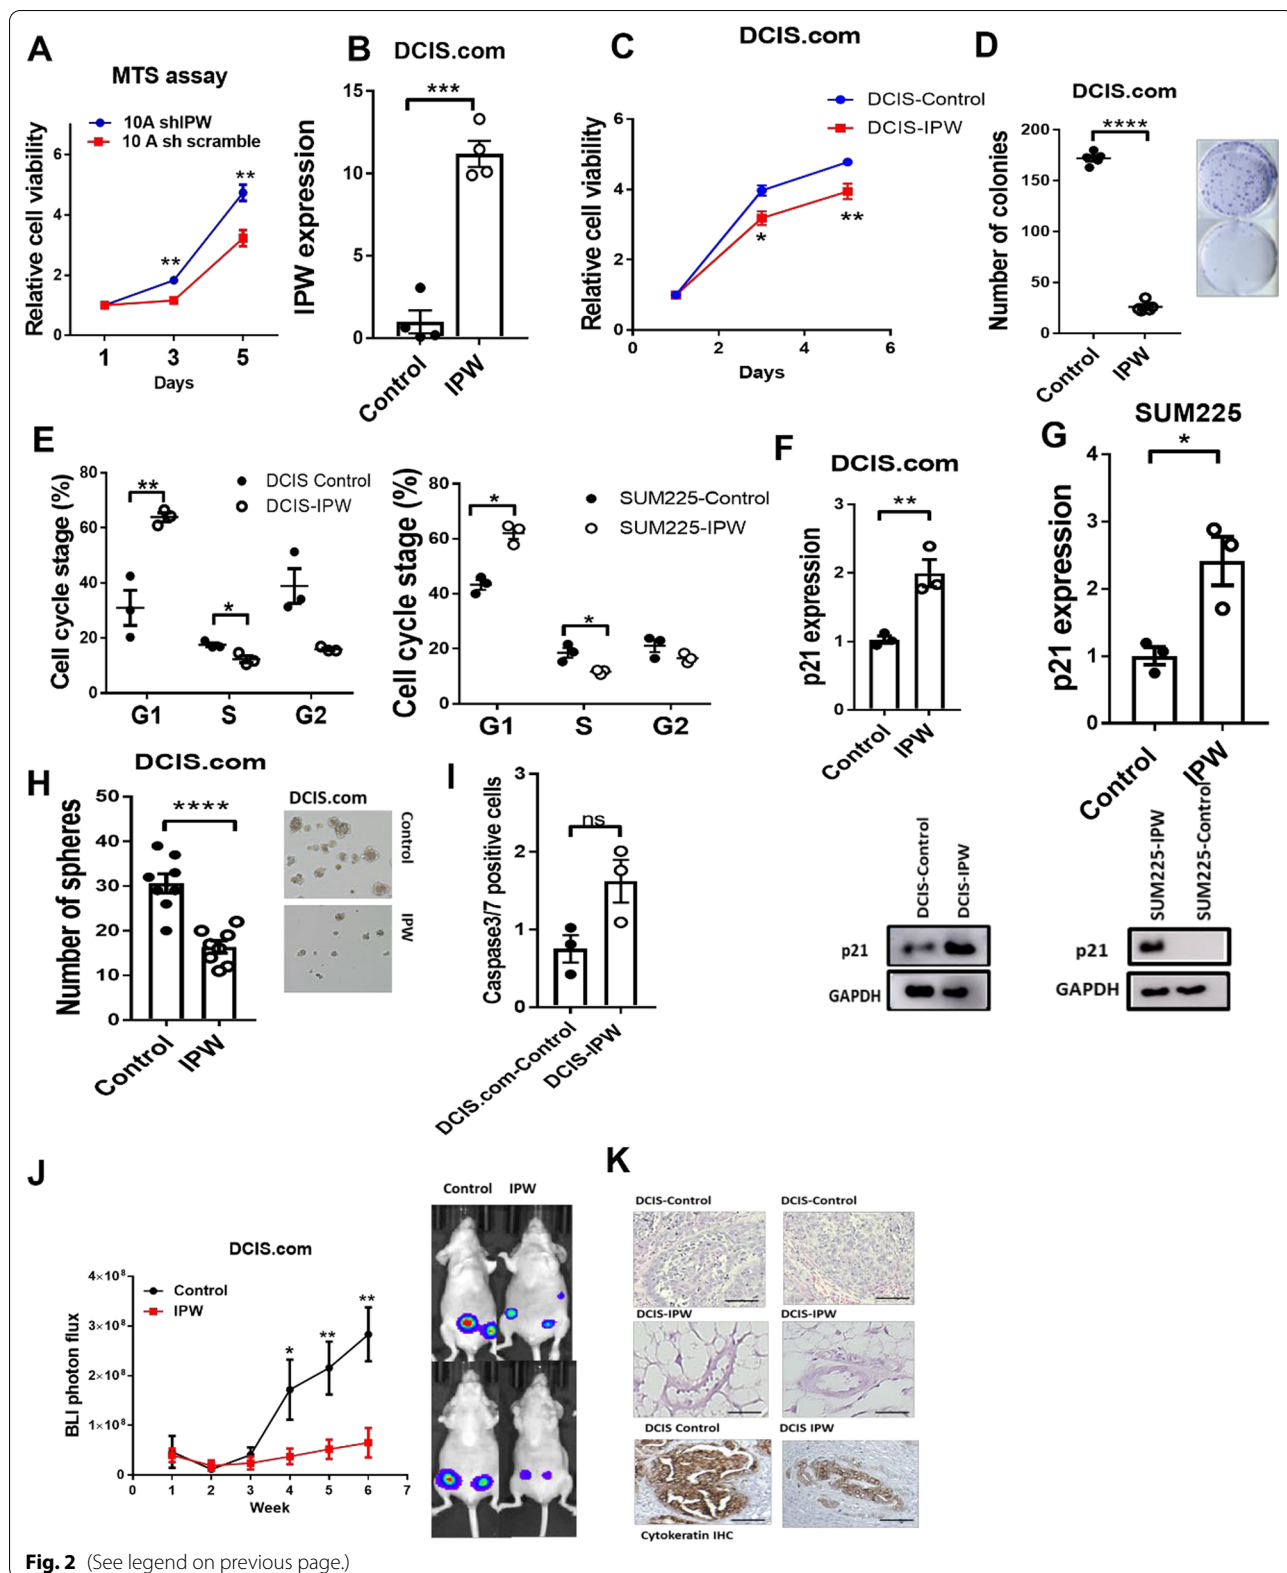 A
MTS assay
10A shIPW
10 A sh scramble
Relative cell viability
6
4
2
0
**
**
1 3 5
Days
B
DCIS.com
***
IPW expression
15
10
5
0
Control
IPW
C
DCIS.com
DCIS-Control
DCIS-IPW
Relative cell viability
6
4
2
0
*
**
0 2 4 6
Days
D
DCIS.com
****
Number of colonies
200
150
100
50
0
Control
IPW
E
Cell cycle stage (%)
80
60
40
20
0
**
*
DCIS Control
DCIS-IPW
G1 S G2
Cell cycle stage (%)
80
60
40
20
0
*
*
SUM225-Control
SUM225-IPW
G1 S G2
F
DCIS.com
**
p21 expression
3
2
1
0
Control
IPW
DCIS-Control
DCIS-IPW
p21
GAPDH
G
SUM225
*
p21 expression
4
3
2
1
0
Control
IPW
SUM225-IPW
SUM225-Control
p21
GAPDH
H
DCIS.com
****
Number of spheres
50
40
30
20
10
0
Control
IPW
DCIS.com
Control
IPW
I
Caspase3/7 positive cells
3
2
1
0
ns
DCIS.com-Control
DCIS-IPW
J
DCIS.com
Control
IPW
BLI photon flux
4×10⁸
3×10⁸
2×10⁸
1×10⁸
0
*
**
**
0 1 2 3 4 5 6 7
Week
Control IPW
K
DCIS-Control DCIS-Control
DCIS-IPW DCIS-IPW
DCIS Control DCIS IPW
Cytokeratin IHC
Fig. 2 (See legend on previous page.)